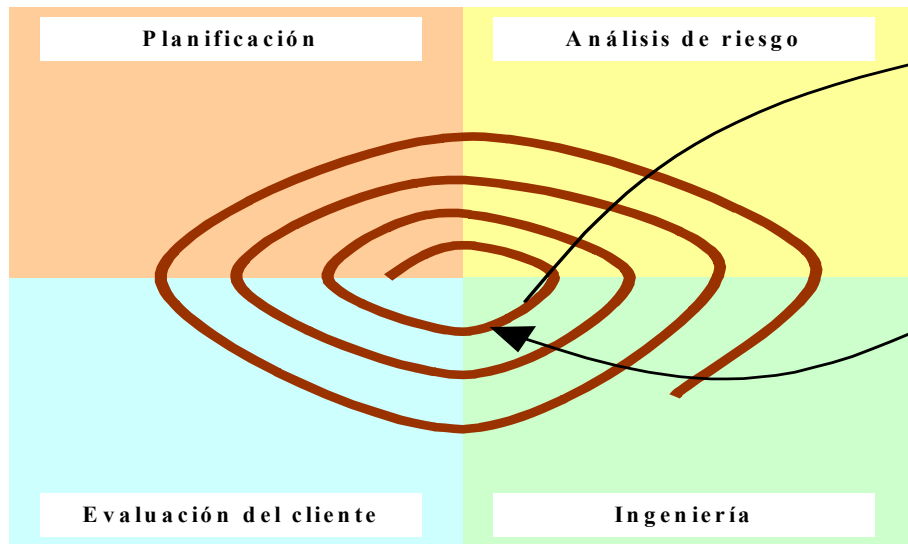 Planificación
Análisis de riesgo
Evaluación del cliente
Ingeniería